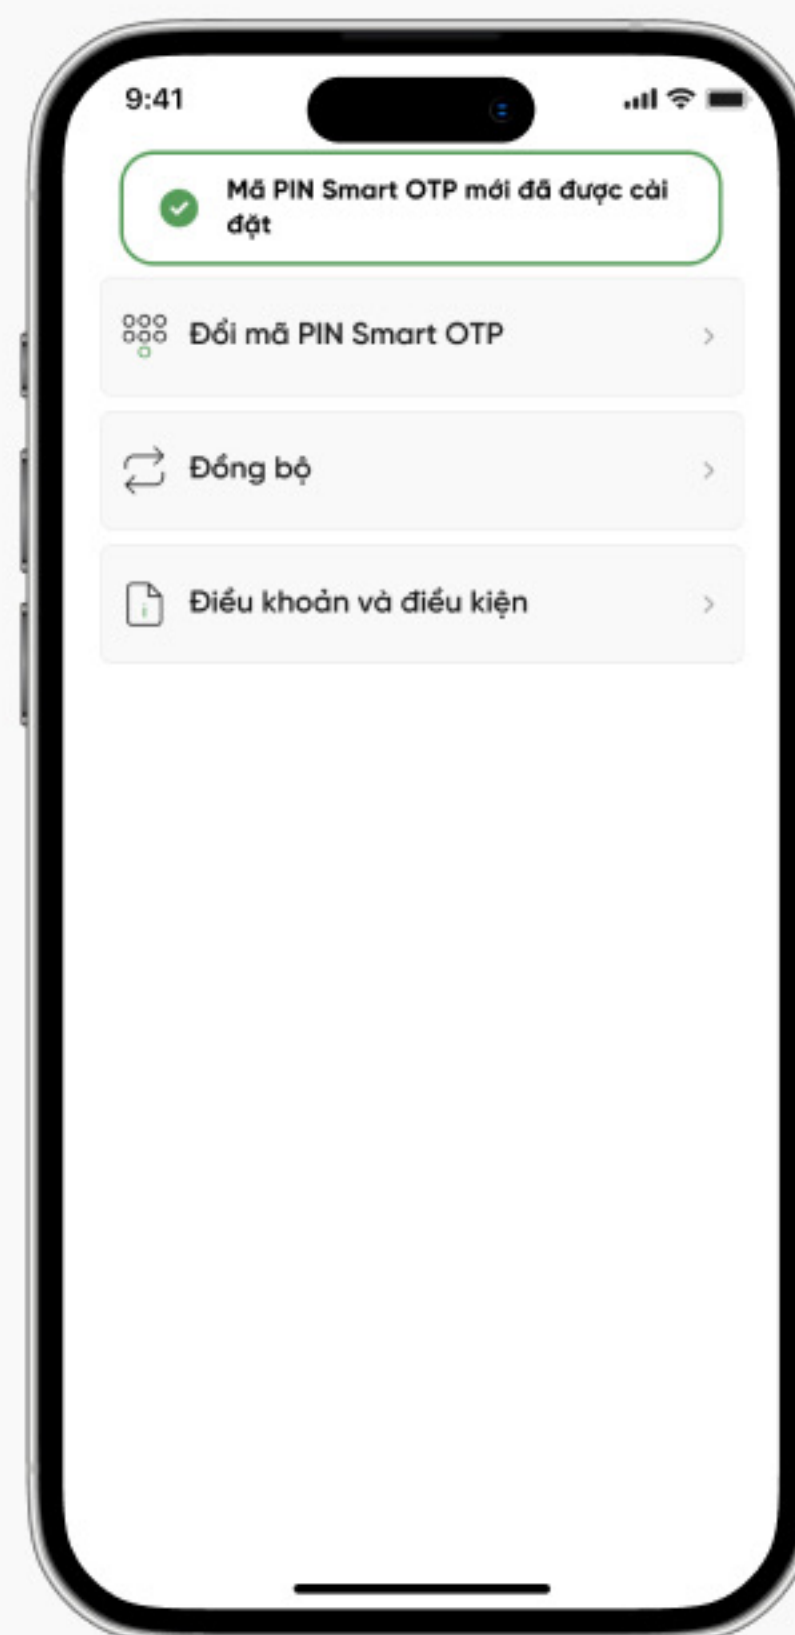 9:41
Mã PIN Smart OTP mới đã được cài
đặt
Đổi mã PIN Smart OTP
Đồng bộ
Điều khoản và điều kiện